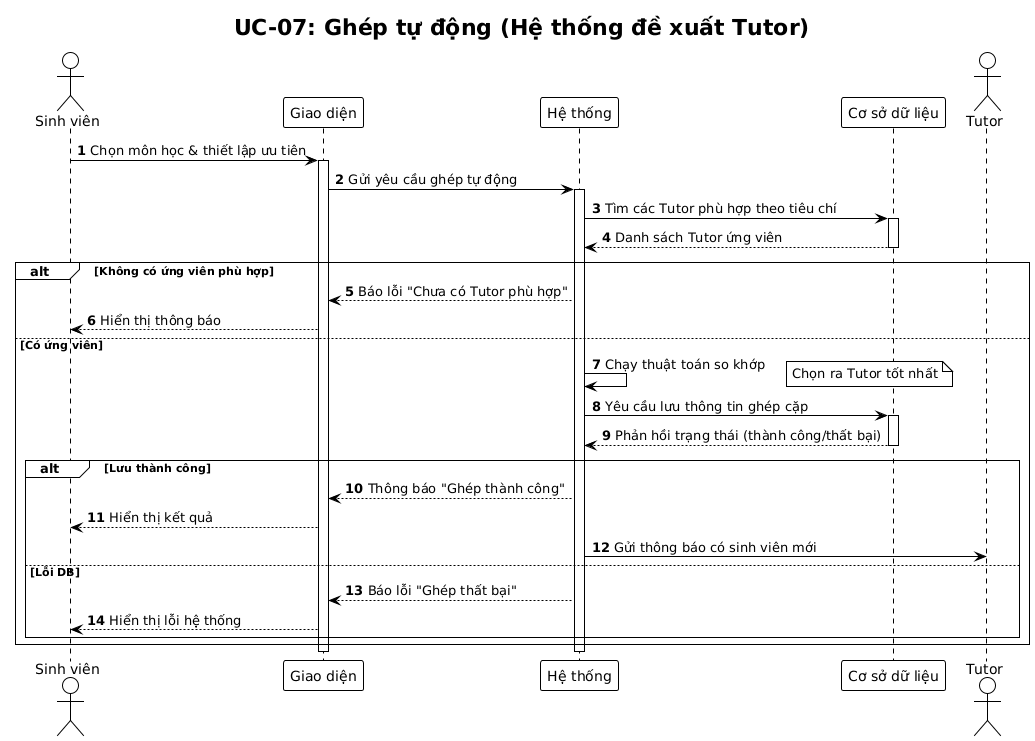 UC-07: Ghép tự động (Hệ thống đề xuất Tutor)
Sinh viên
Giao diện
Hệ thống
Cơ sở dữ liệu
Tutor
1 Chọn môn học & thiết lập ưu tiên
2 Gửi yêu cầu ghép tự động
3 Tìm các Tutor phù hợp theo tiêu chí
4 Danh sách Tutor ứng viên
alt [Không có ứng viên phù hợp]
5 Báo lỗi "Chưa có Tutor phù hợp"
6 Hiển thị thông báo
[Có ứng viên]
7 Chạy thuật toán so khớp
Chọn ra Tutor tốt nhất
8 Yêu cầu lưu thông tin ghép cặp
9 Phản hồi trạng thái (thành công/thất bại)
alt [Lưu thành công]
10 Thông báo "Ghép thành công"
11 Hiển thị kết quả
12 Gửi thông báo có sinh viên mới
[Lỗi DB]
13 Báo lỗi "Ghép thất bại"
14 Hiển thị lỗi hệ thống
Sinh viên
Giao diện
Hệ thống
Cơ sở dữ liệu
Tutor